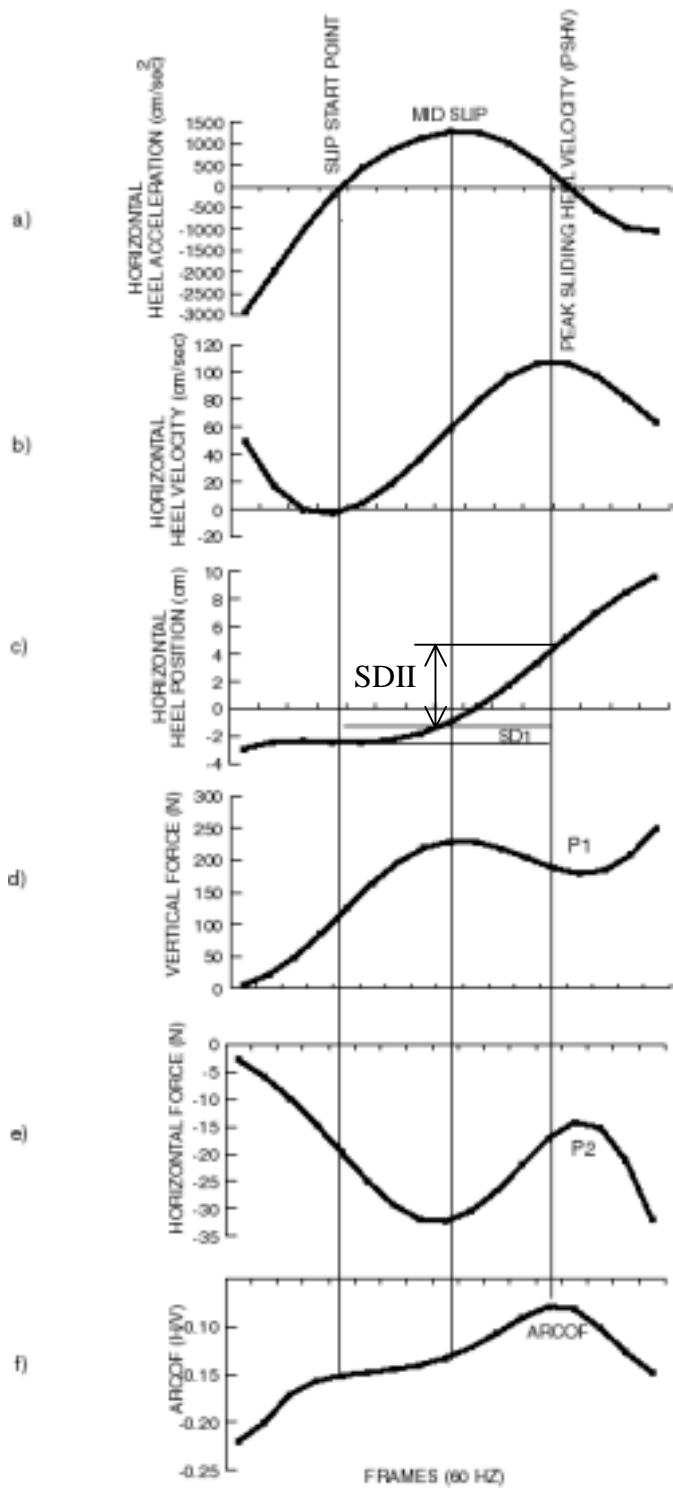 a)
HORIZONTAL
HEEL ACCELERATION (cm/sec)
2
SLIP START POINT
MID SLIP
PEAK SLIDING HEEL VELOCITY (PSHV)
1500
1000
500
0
-500
-1000
-1500
-2000
-2500
-3000
b)
HORIZONTAL
HEEL VELOCITY (cm/sec)
120
100
80
60
40
20
0
-20
c)
HORIZONTAL
HEEL POSITION (cm)
10
8
6
4
2
0
-2
-4
SDII
SD1
d)
VERTICAL FORCE (N)
300
250
200
150
100
50
0
P1
e)
HORIZONTAL FORCE (N)
0
-5
-10
-15
-20
-25
-30
-35
P2
f)
ARCOF (H/V)
-0.10
-0.15
-0.20
-0.25
ARCOF
FRAMES (60 HZ)